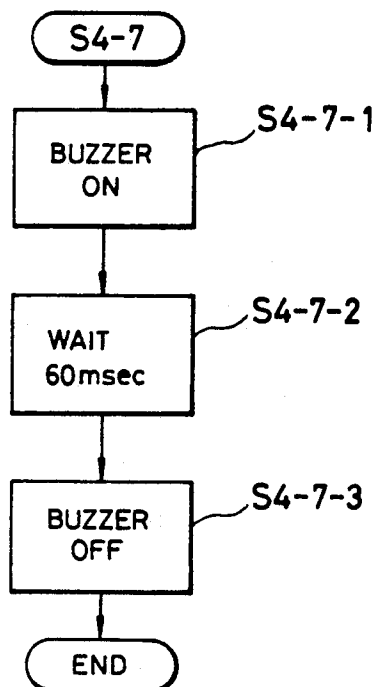 S4-7
BUZZER
ON
S4-7-1
WAIT
60msec
S4-7-2
BUZZER
OFF
S4-7-3
END